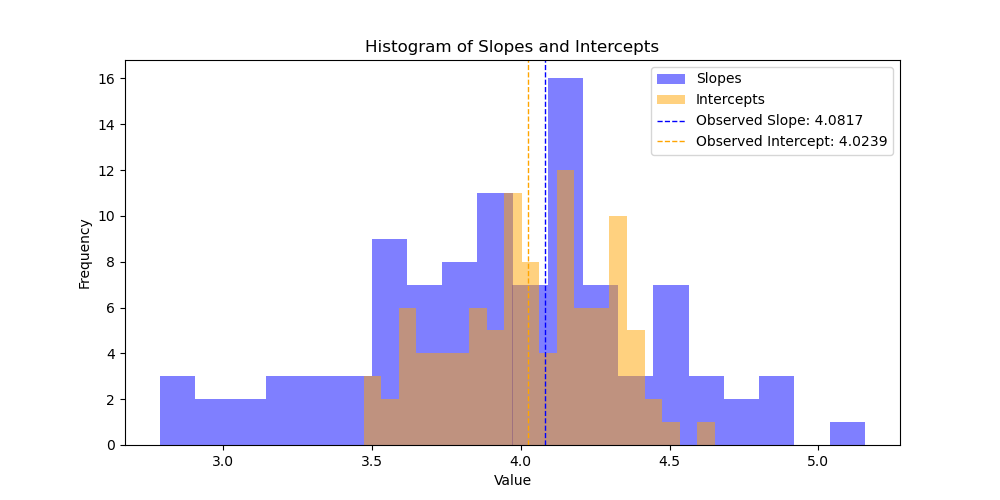 Histogram of Slopes and Intercepts
Slopes
Intercepts
Observed Slope: 4.0817
Observed Intercept: 4.0239
Frequency
16
14
12
10
8
6
4
2
0
3.0
3.5
4.0
4.5
5.0
Value